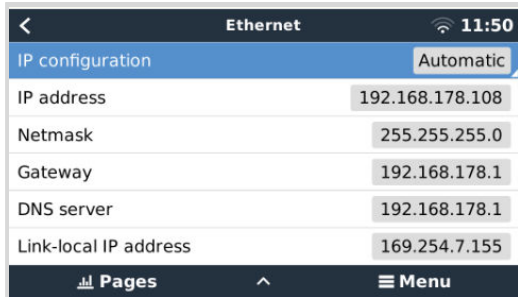 Ethernet 11:50
IP configuration Automatic
IP address 192.168.178.108
Netmask 255.255.255.0
Gateway 192.168.178.1
DNS server 192.168.178.1
Link-local IP address 169.254.7.155
Pages Menu